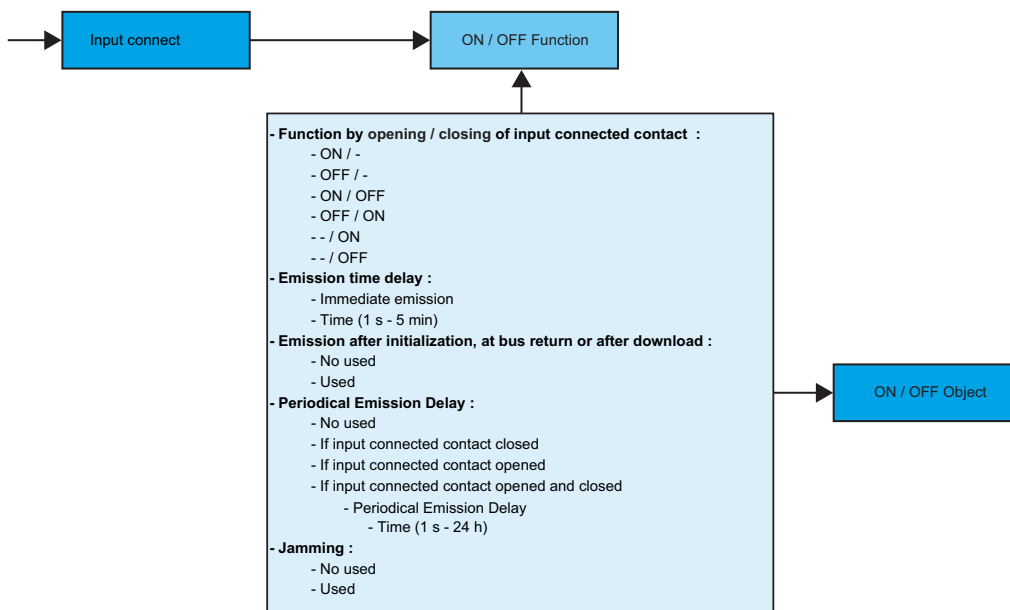 Input connect
ON / OFF Function
- Function by opening / closing of input connected contact :
- ON / -
- OFF / -
- ON / OFF
- OFF / ON
- - / ON
- - / OFF
- Emission time delay :
- Immediate emission
- Time (1 s - 5 min)
- Emission after initialization, at bus return or after download :
- No used
- Used
- Periodical Emission Delay :
- No used
- If input connected contact closed
- If input connected contact opened
- If input connected contact opened and closed
- Periodical Emission Delay
- Time (1 s - 24 h)
- Jamming :
- No used
- Used
ON / OFF Object